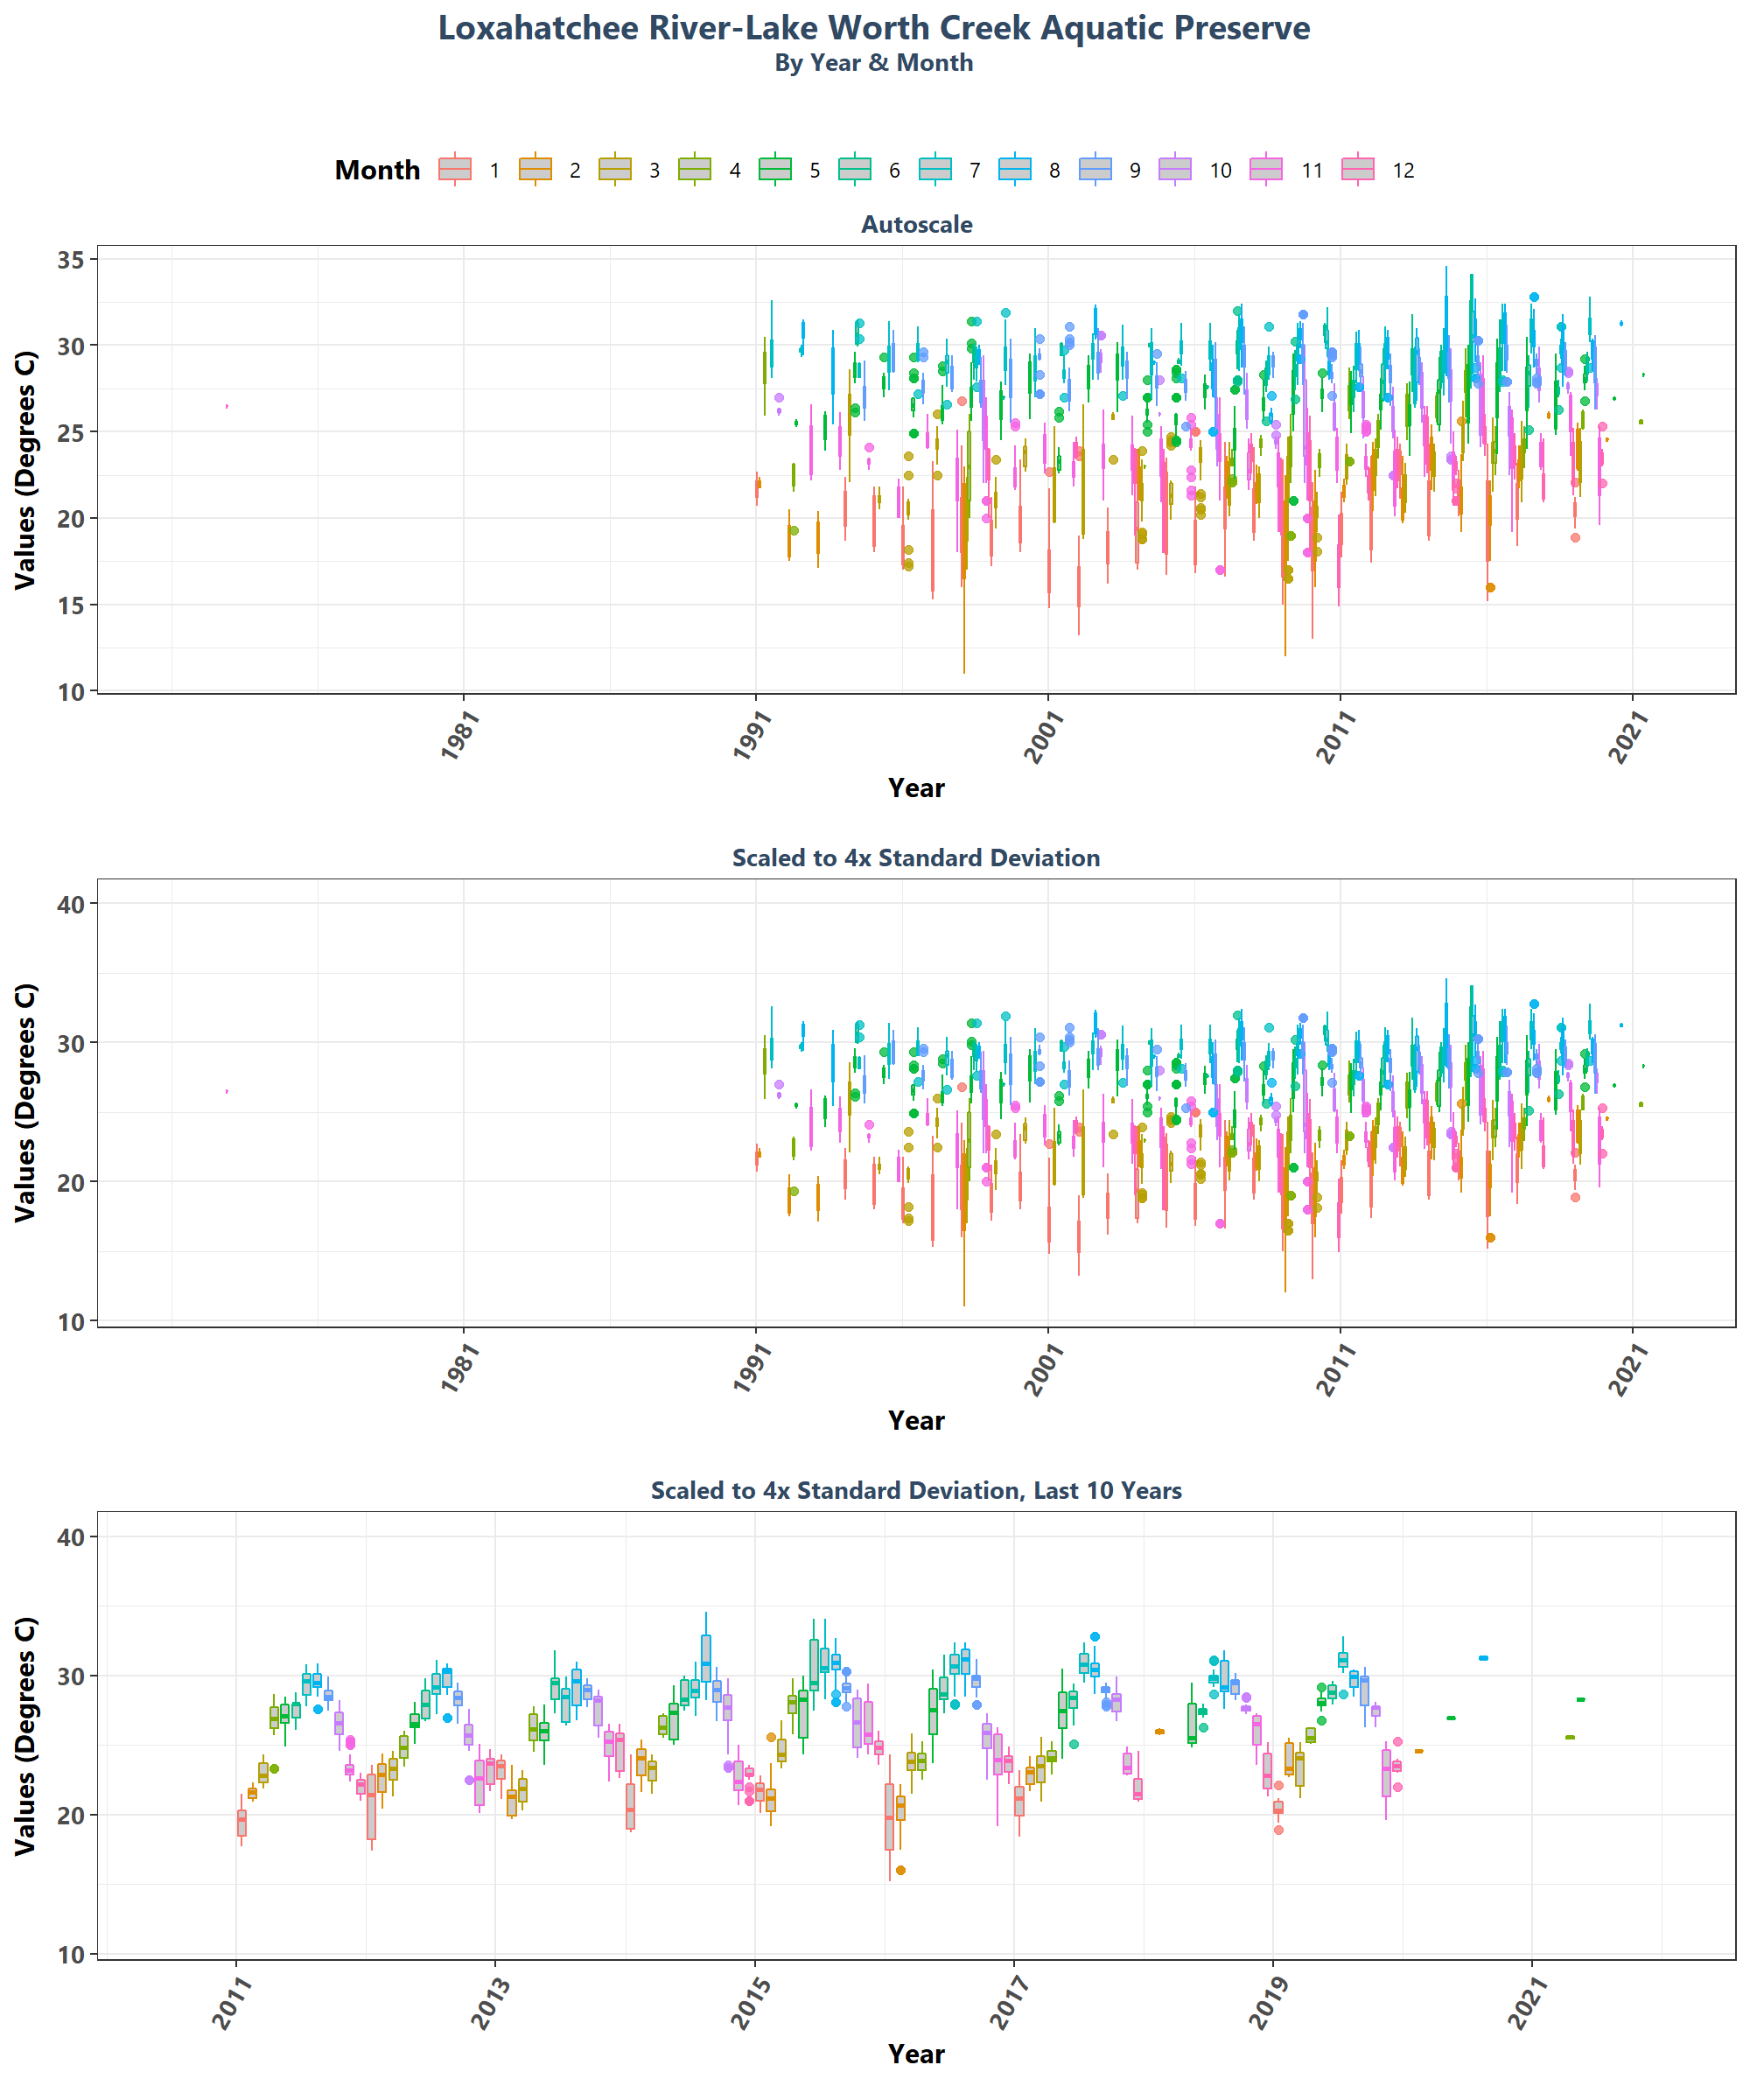 Loxahatchee River-Lake Worth Creek Aquatic Preserve
By Year & Month
Month 1 2 3 4 5 6 7 8 9 10 11 12
Autoscale
Values (Degrees C)
35
30
25
20
15
10
1981 1991 2001 2011 2021
Year
Scaled to 4x Standard Deviation
Values (Degrees C)
40
30
20
10
1981 1991 2001 2011 2021
Year
Scaled to 4x Standard Deviation, Last 10 Years
Values (Degrees C)
40
30
20
10
2011 2013 2015 2017 2019 2021
Year